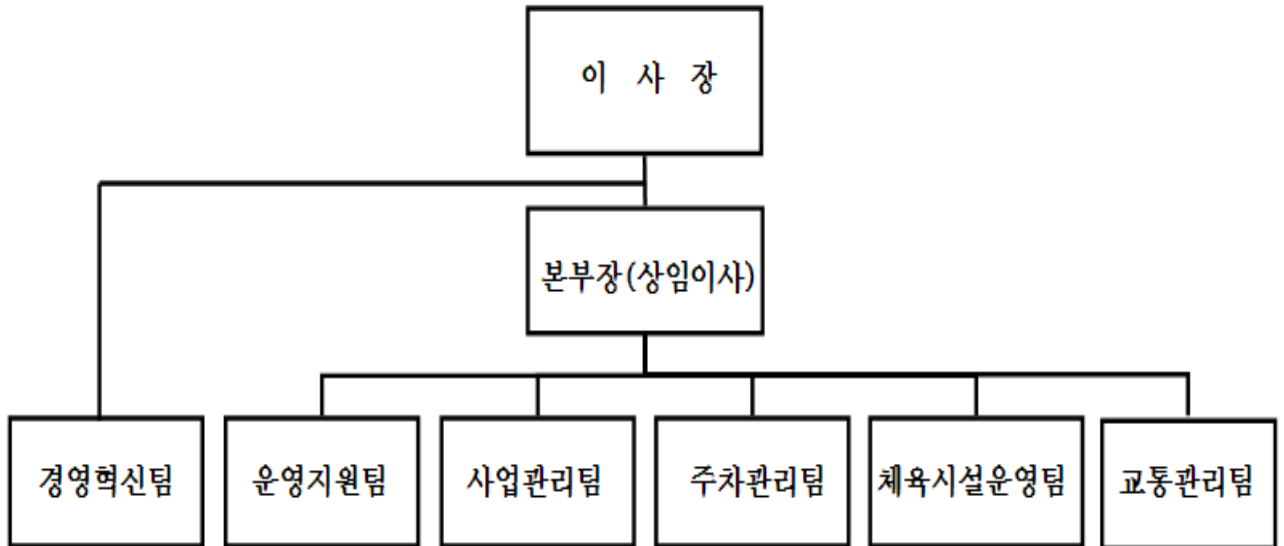 이 사 장
본부장(상임이사)
경영혁신팀
운영지원팀
사업관리팀
주차관리팀
체육시설운영팀
교통관리팀